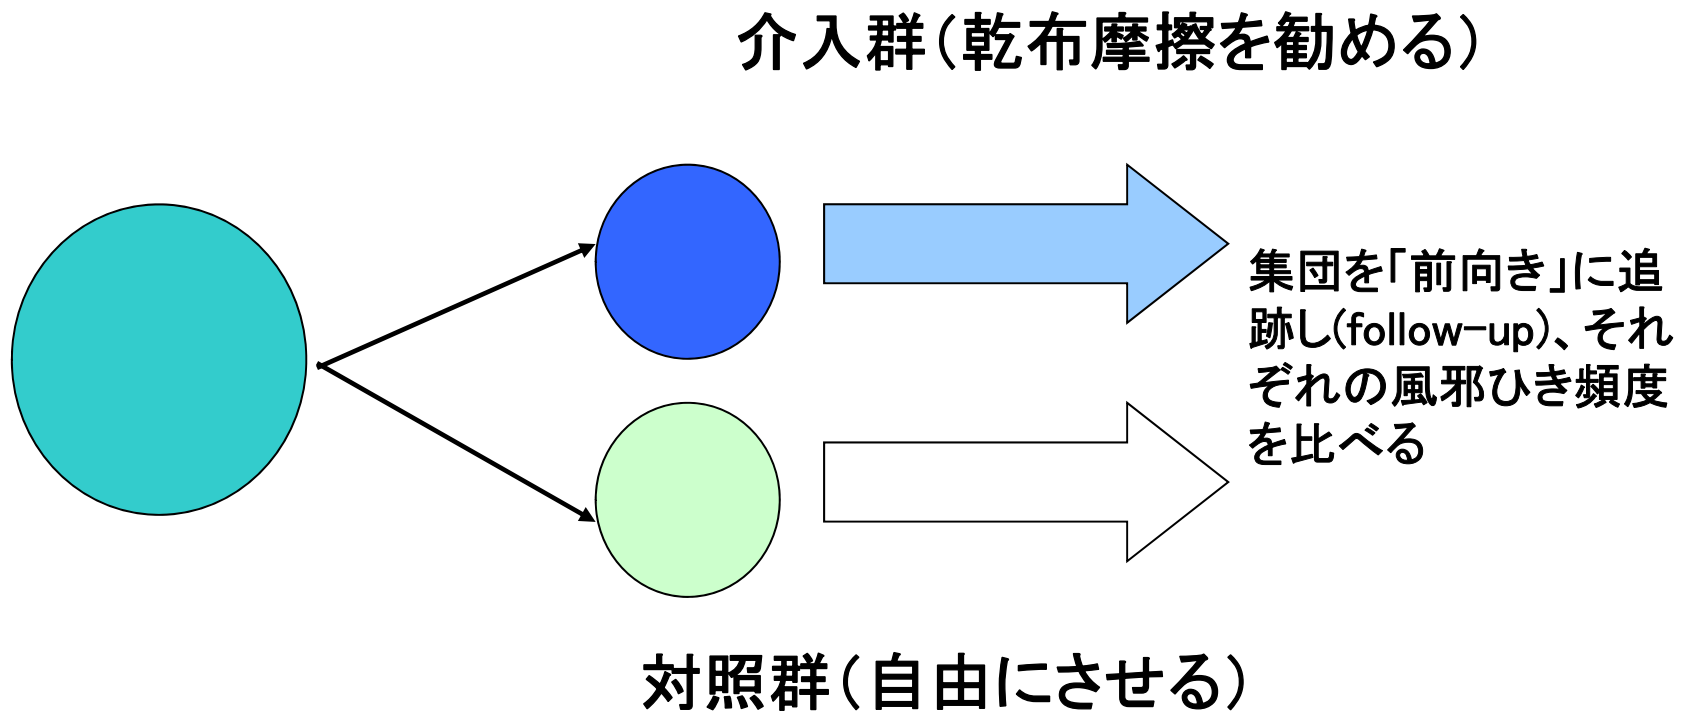 介入群(乾布摩擦を勧める)
集団を「前向き」に追
跡し(follow-up)、それ
ぞれの風邪ひき頻度
を比べる
対照群(自由にさせる)